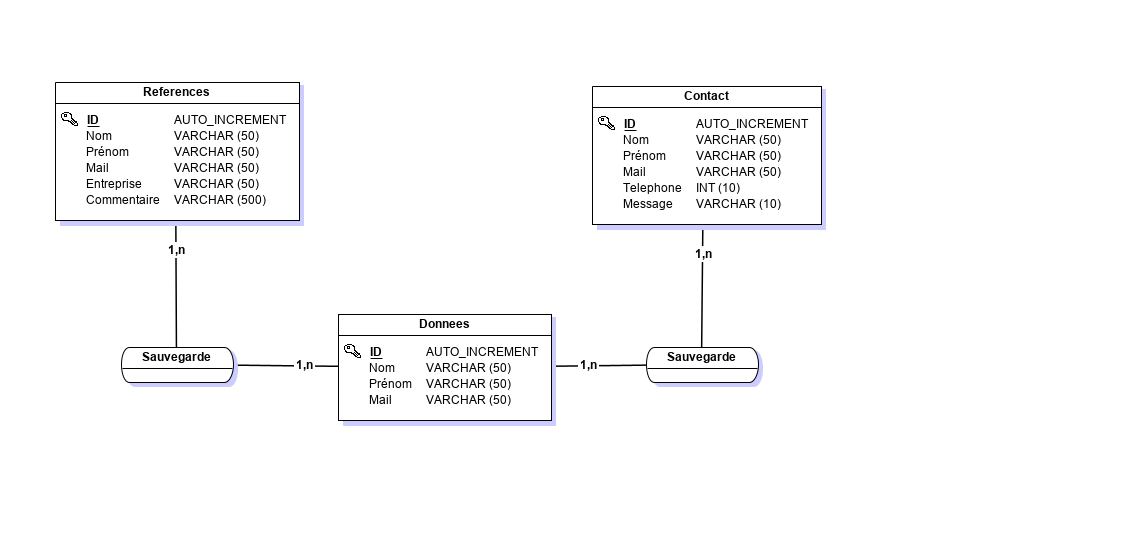 References
ID AUTO_INCREMENT
Nom VARCHAR (50)
Prénom VARCHAR (50)
Mail VARCHAR (50)
Entreprise VARCHAR (50)
Commentaire VARCHAR (500)
1,n
Contact
ID AUTO_INCREMENT
Nom VARCHAR (50)
Prénom VARCHAR (50)
Mail VARCHAR (50)
Telephone INT (10)
Message VARCHAR (10)
1,n
Sauvegarde
1,n
Donnees
ID AUTO_INCREMENT
Nom VARCHAR (50)
Prénom VARCHAR (50)
Mail VARCHAR (50)
1,n
Sauvegarde